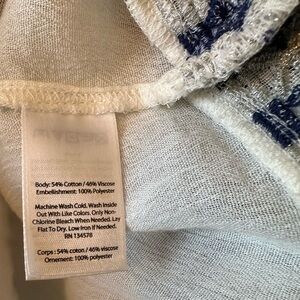 Body: 54% Cotton / 46% Viscose
Embellishment: 100% Polyester
Machine Wash Cold. Wash Inside
Out With Like Colors. Only Non-
Chlorine Bleach When Needed. Lay
Flat To Dry. Low Iron If Needed.
RN 134578
Corps : 54% coton / 46% viscose
Ornement: 100% polyester